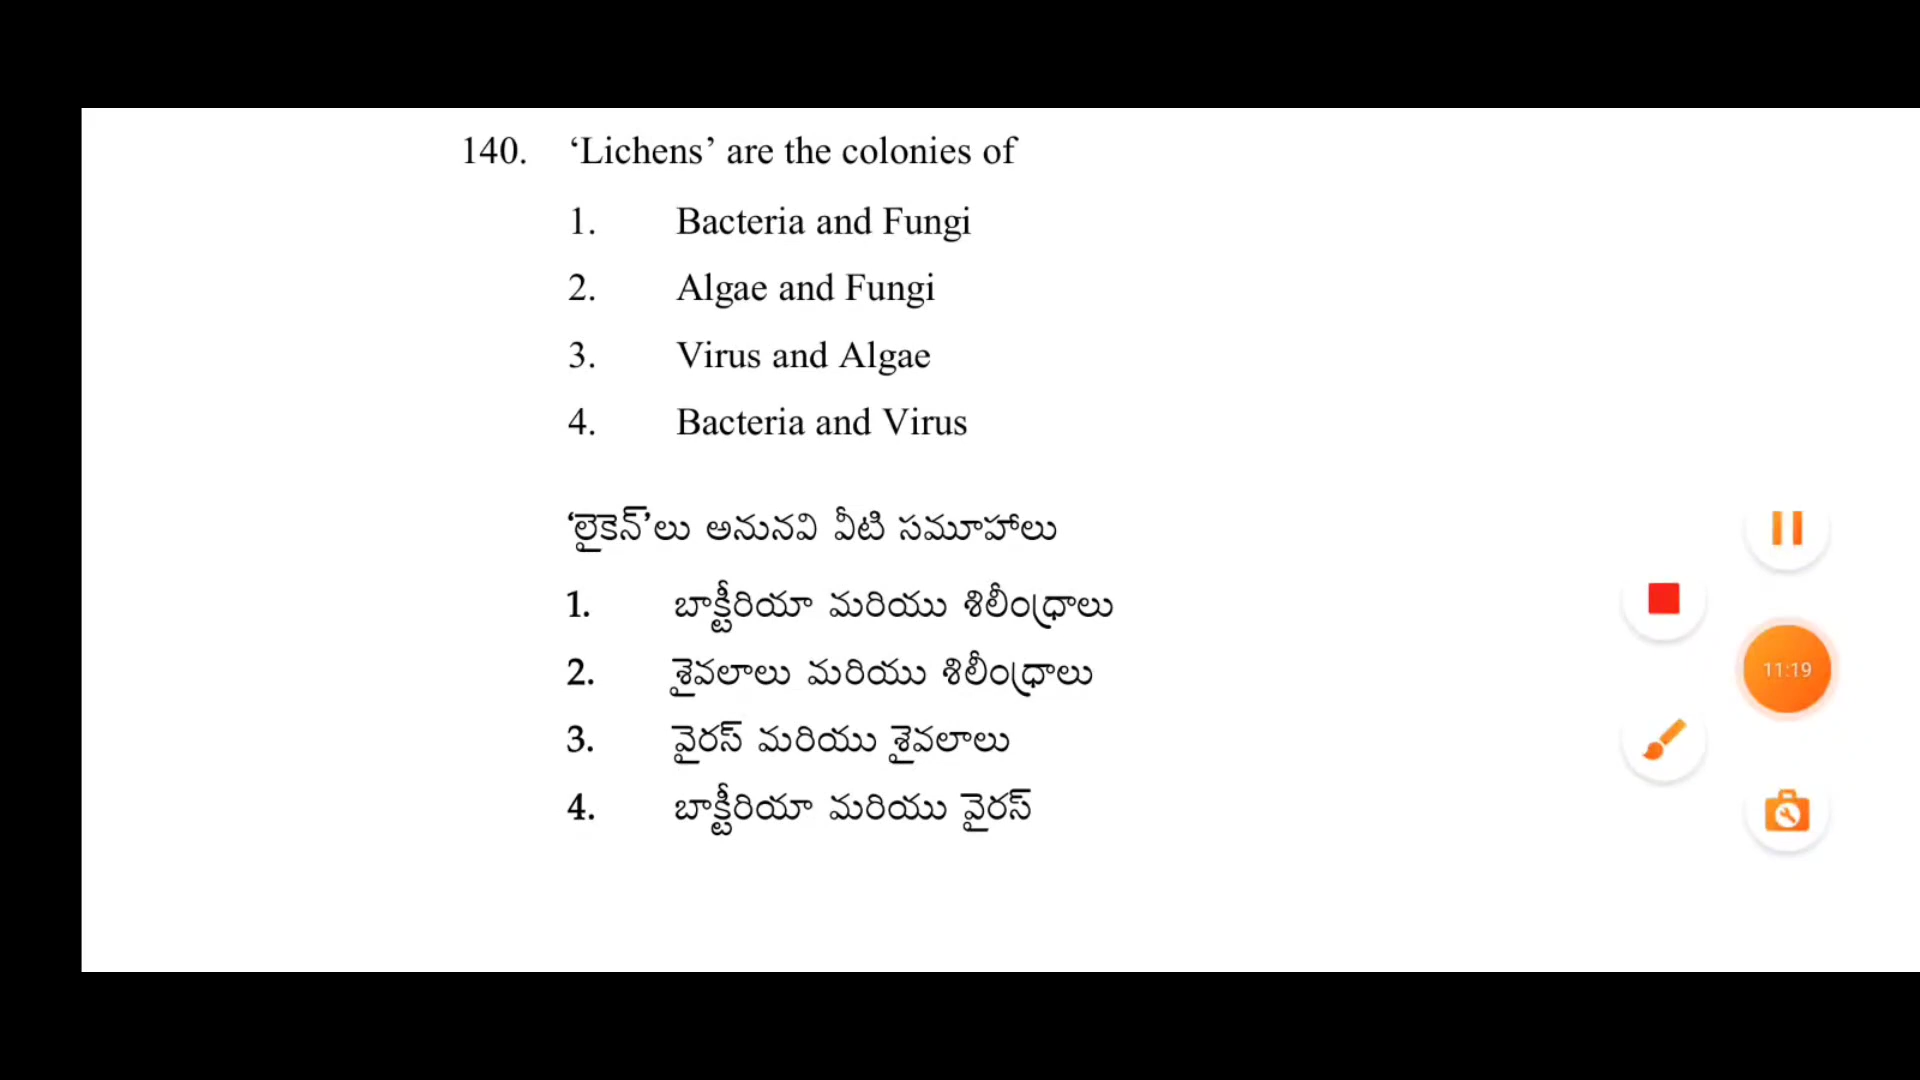 140. ‘Lichens’ are the colonies of
1. Bacteria and Fungi
2. Algae and Fungi
3. Virus and Algae
4. Bacteria and Virus
‘లైకెన్’లు అనునవి వీటి సమూహాలు
1. బాక్టీరియా మరియు శిలీంధ్రాలు
2. శైవలాలు మరియు శిలీంధ్రాలు
3. వైరస్ మరియు శైవలాలు
4. బాక్టీరియా మరియు వైరస్
11:19